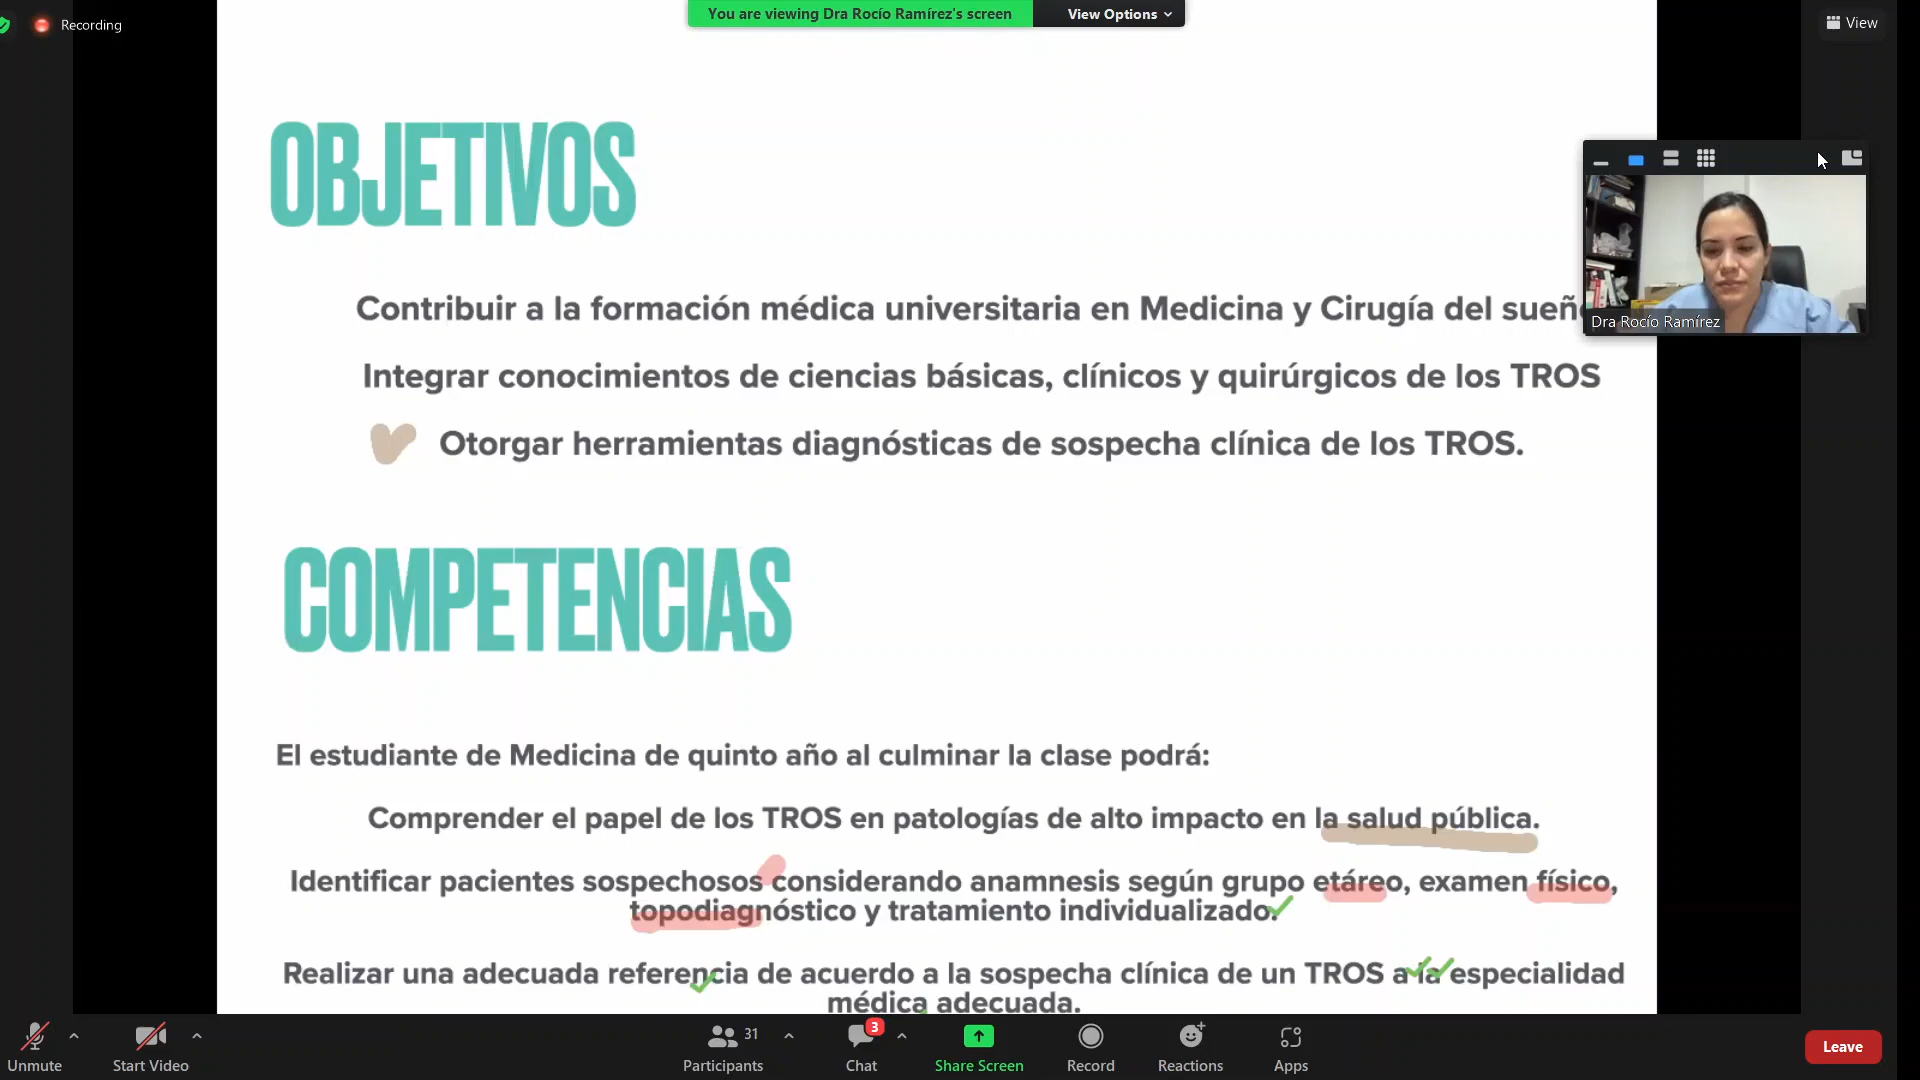 Recording
You are viewing Dra Rocío Ramírez's screen
View Options
View
OBJETIVOS
Contribuir a la formación médica universitaria en Medicina y Cirugía del sueñ
Dra Rocío Ramírez
Integrar conocimientos de ciencias básicas, clínicos y quirúrgicos de los TROS
Otorgar herramientas diagnósticas de sospecha clínica de los TROS.
COMPETENCIAS
El estudiante de Medicina de quinto año al culminar la clase podrá:
Comprender el papel de los TROS en patologías de alto impacto en la salud pública.
Identificar pacientes sospechosos considerando anamnesis según grupo etáreo, examen físico,
topodiagnóstico y tratamiento individualizado.
Realizar una adecuada referencia de acuerdo a la sospecha clínica de un TROS a la especialidad
médica adecuada.
Unmute
Start Video
Participants 31
Chat 3
Share Screen
Record
Reactions
Apps
Leave